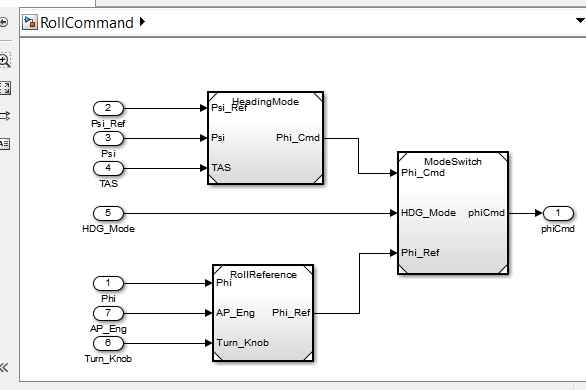 RollCommand
HeadingMode
2
Psi_Ref
Psi_Ref
3
Psi
Psi
Phi_Cmd
4
TAS
TAS
ModeSwitch
Phi_Cmd
5
HDG_Mode
HDG_Mode
phiCmd
1
phiCmd
Phi_Ref
RollReference
1
Phi
Phi
7
AP_Eng
AP_Eng
Phi_Ref
6
Turn_Knob
Turn_Knob